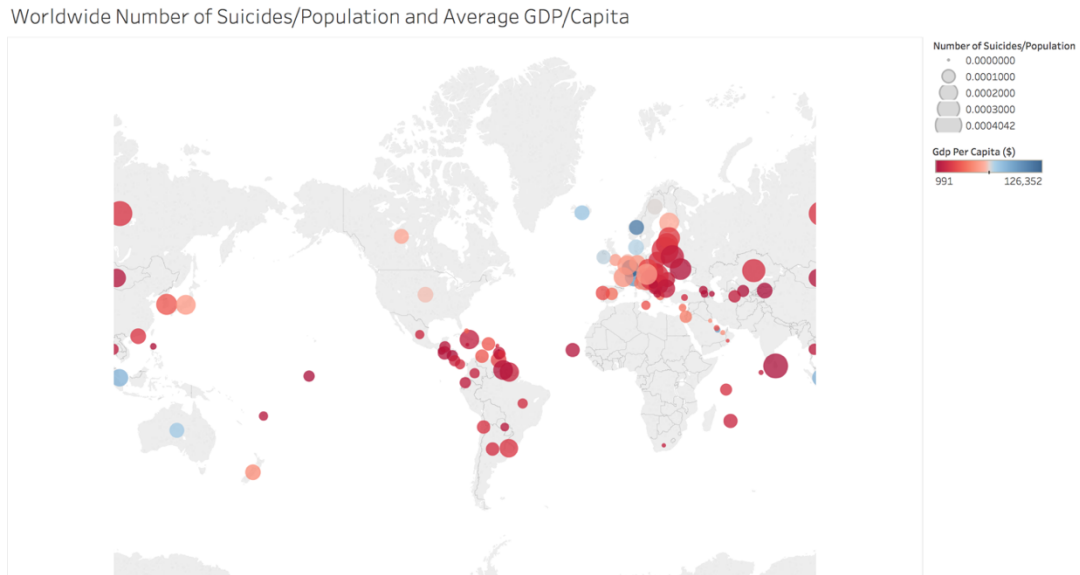 Worldwide Number of Suicides/Population and Average GDP/Capita
Number of Suicides/Population
0.0000000
0.0001000
0.0002000
0.0003000
0.0004042
Gdp Per Capita ($)
991 126,352